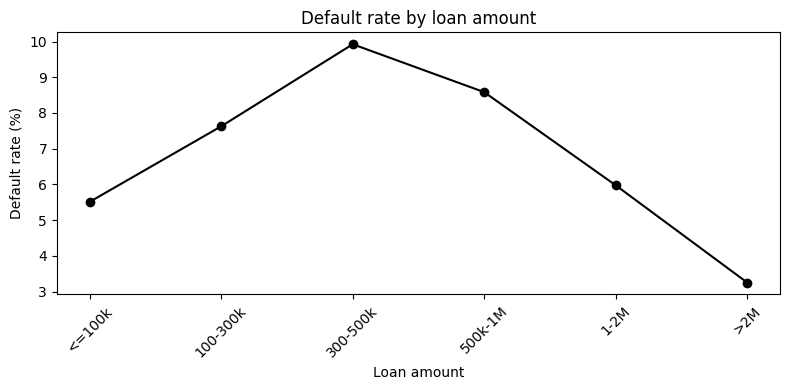 Default rate by loan amount
Default rate (%)
10
9
8
7
6
5
4
3
<=100k
100-300k
300-500k
500k-1M
1-2M
>2M
Loan amount